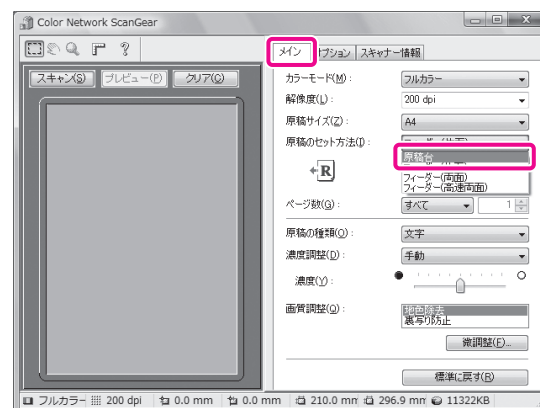 Color Network ScanGear
メイン オプション スキャナー情報
スキャン(S) プレビュー(P) クリア(C)
カラーモード(M) : フルカラー
解像度(L) : 200 dpi
原稿サイズ(Z) : A4
原稿のセット方法(I) :
原稿台
フィーダー(両面)
フィーダー(高速両面)
R
ページ数(G) : すべて 1
原稿の種類(O) : 文字
濃度調整(D) : 手動
濃度(Y) :
画質調整(Q) : 地色除去
裏写り防止
微調整(F)...
標準に戻す(R)
フルカラー 200 dpi 0.0 mm 0.0 mm 210.0 mm 296.9 mm 11322KB